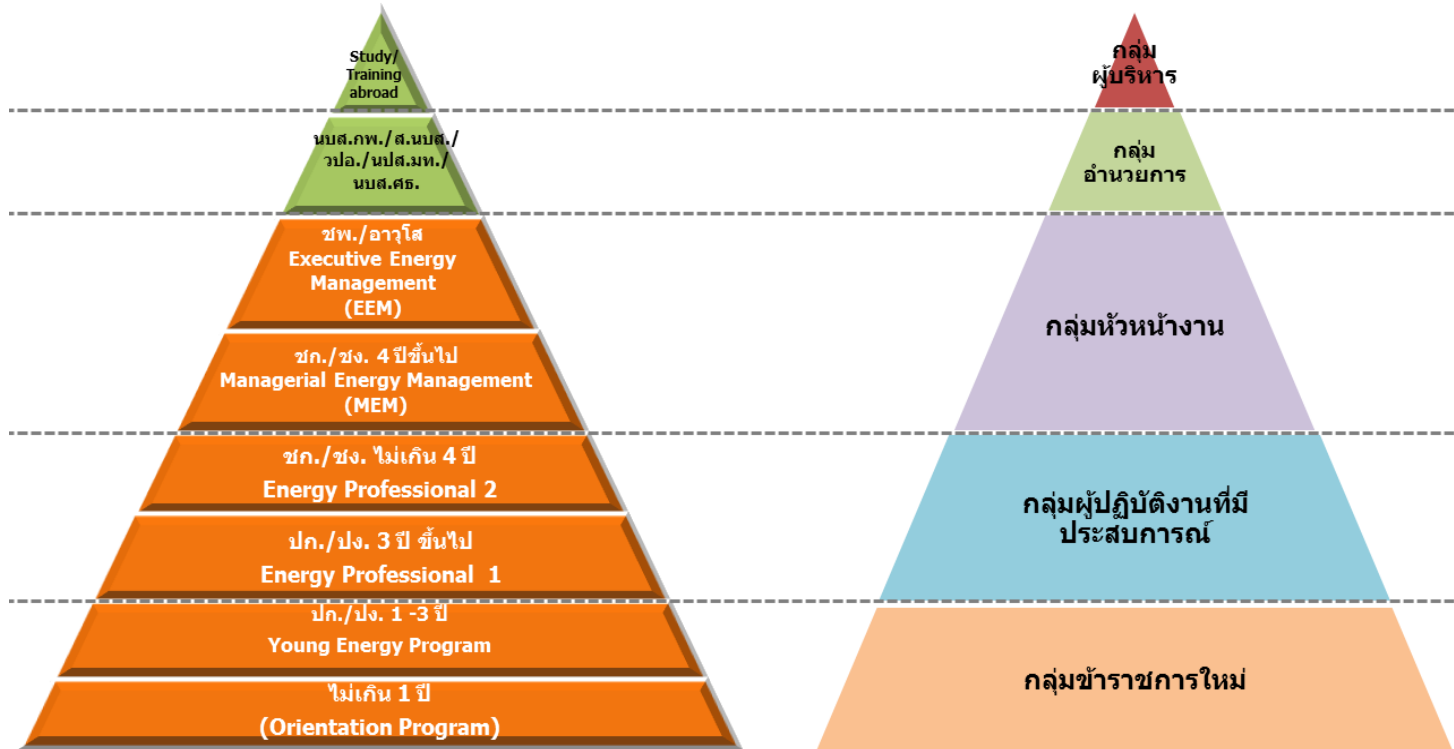 Study/
Training
abroad
นบส.กพ./ส.นบส./
วปอ./นปส.มท./
นบส.ศธ.
ชพ./อาวุโส
Executive Energy
Management
(EEM)
ชก./ชง. 4 ปีขึ้นไป
Managerial Energy Management
(MEM)
ชก./ชง. ไม่เกิน 4 ปี
Energy Professional 2
ปก./ปง. 3 ปี ขึ้นไป
Energy Professional 1
ปก./ปง. 1 -3 ปี
Young Energy Program
ไม่เกิน 1 ปี
(Orientation Program)
กลุ่ม
ผู้บริหาร
กลุ่ม
อำนวยการ
กลุ่มหัวหน้างาน
กลุ่มผู้ปฏิบัติงานที่มี
ประสบการณ์
กลุ่มข้าราชการใหม่